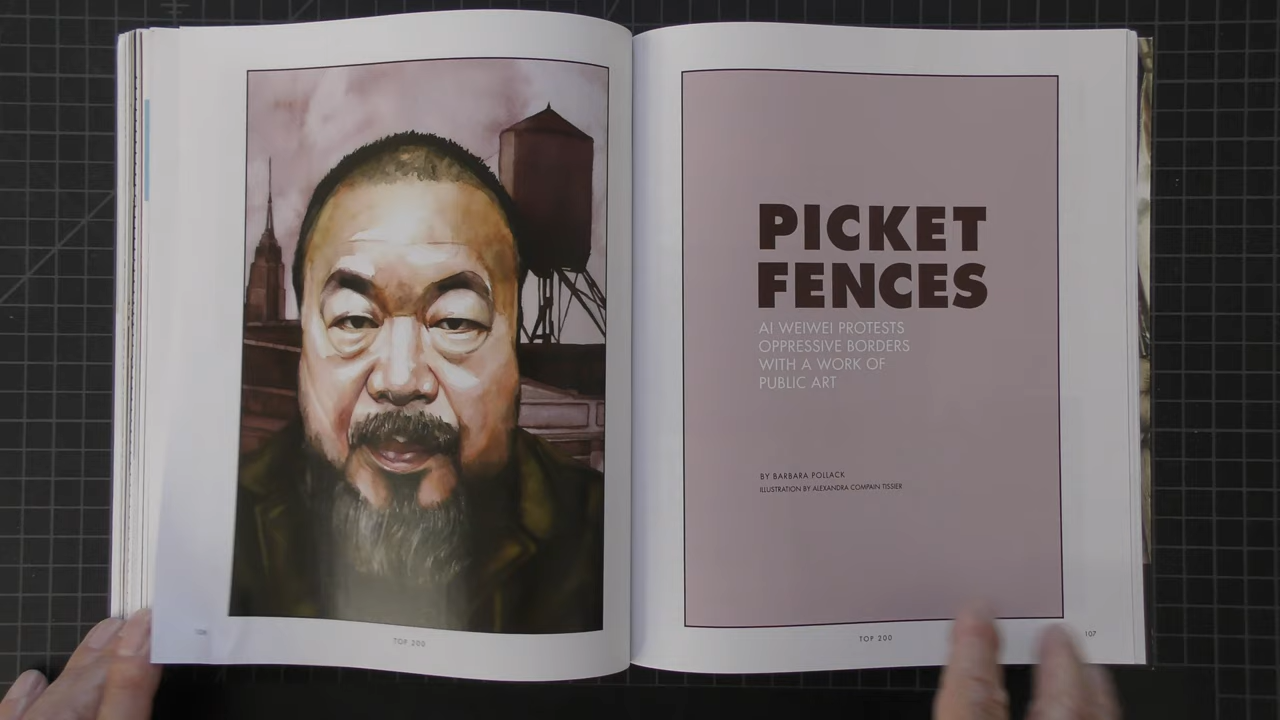 106
TOP 200
PICKET
FENCES
AI WEIWEI PROTESTS
OPPRESSIVE BORDERS
WITH A WORK OF
PUBLIC ART
BY BARBARA POLLACK
ILLUSTRATION BY ALEXANDRA COMPAIN TISSIER
TOP 200
107